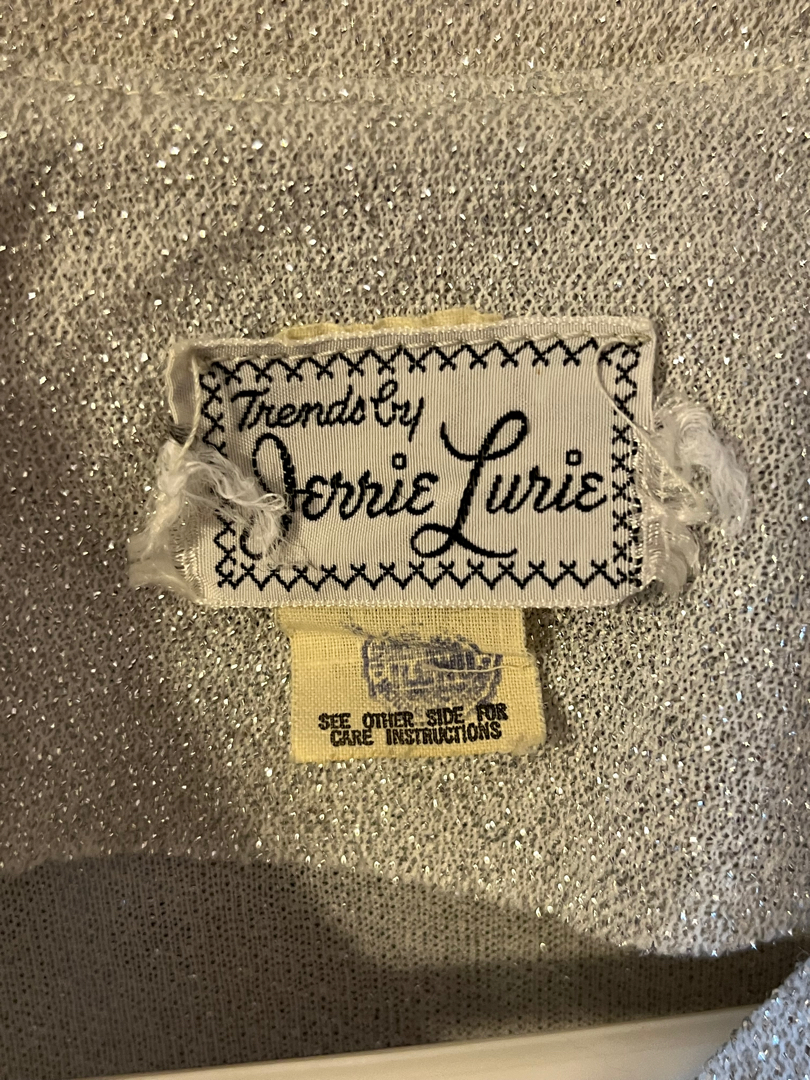 Trends by
Jerrie Lurie
SEE OTHER SIDE FOR
CARE INSTRUCTIONS